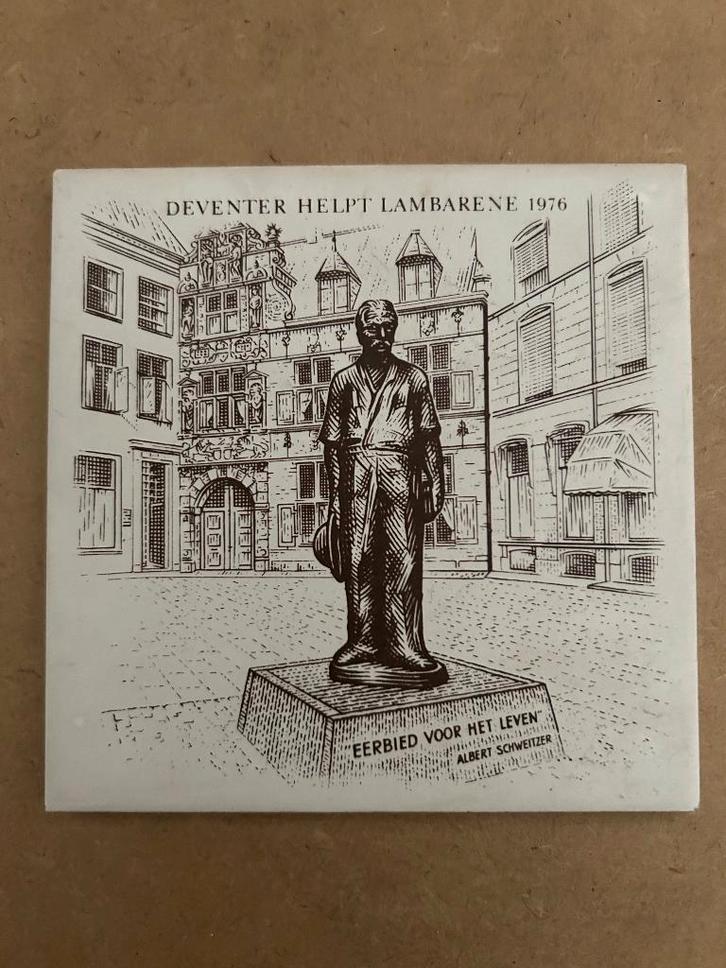 DEVENTER HELPT LAMBARENE 1976
"EERBIED VOOR HET LEVEN"
ALBERT SCHWEITZER